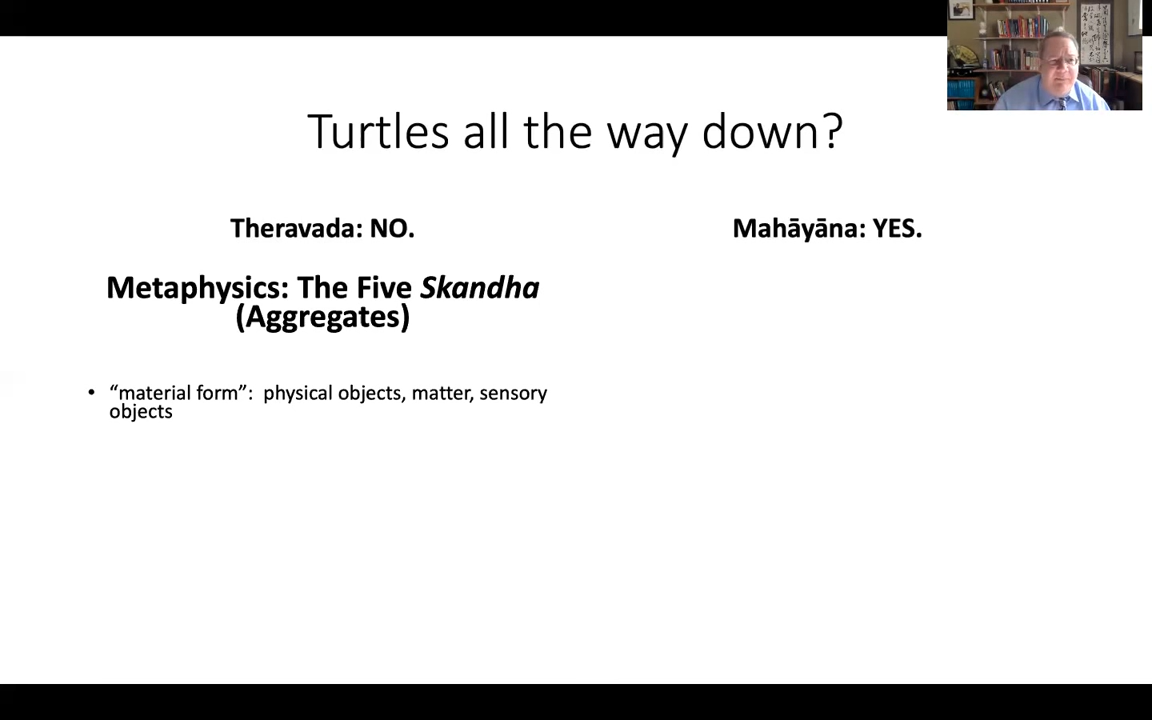 Turtles all the way down?
Theravada: NO.
Mahāyāna: YES.
Metaphysics: The Five Skandha
(Aggregates)
• “material form”:  physical objects, matter, sensory
objects